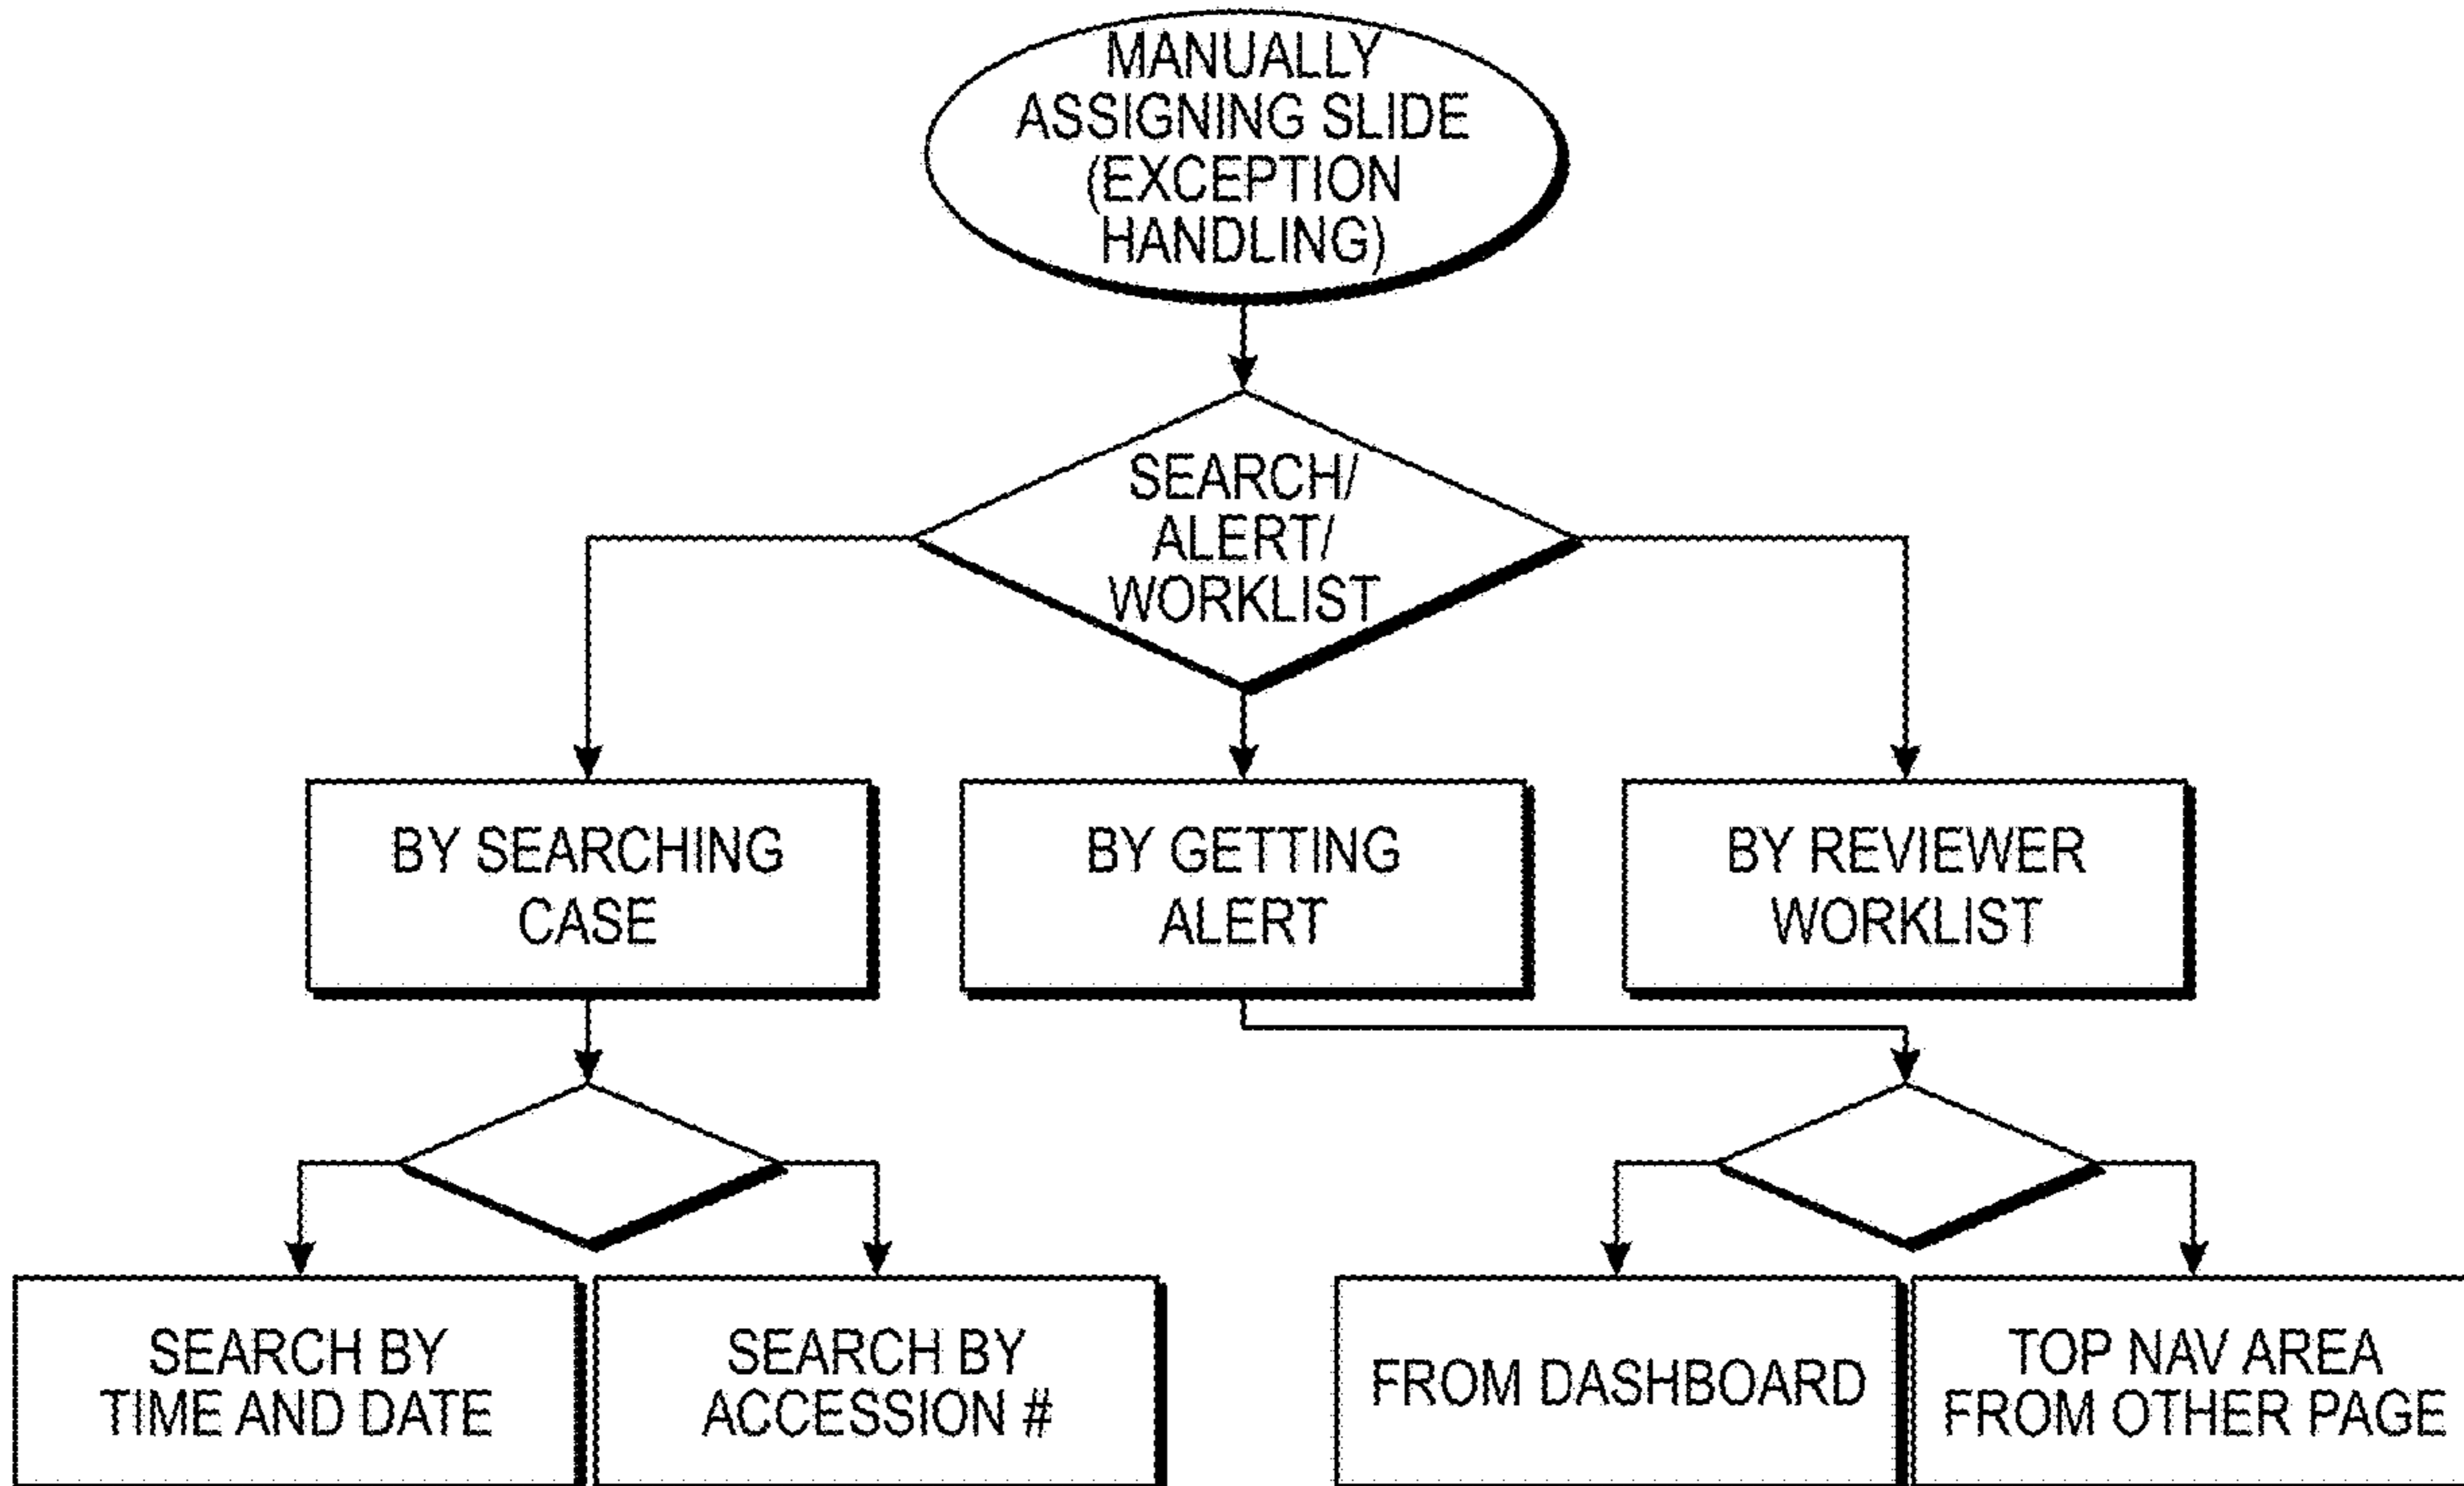 MANUALLY
ASSIGNING SLIDE
(EXCEPTION
HANDLING)
SEARCH/
ALERT/
WORKLIST
BY SEARCHING
CASE
BY GETTING
ALERT
BY REVIEWER
WORKLIST
SEARCH BY
TIME AND DATE
SEARCH BY
ACCESSION #
FROM DASHBOARD
TOP NAV AREA
FROM OTHER PAGE